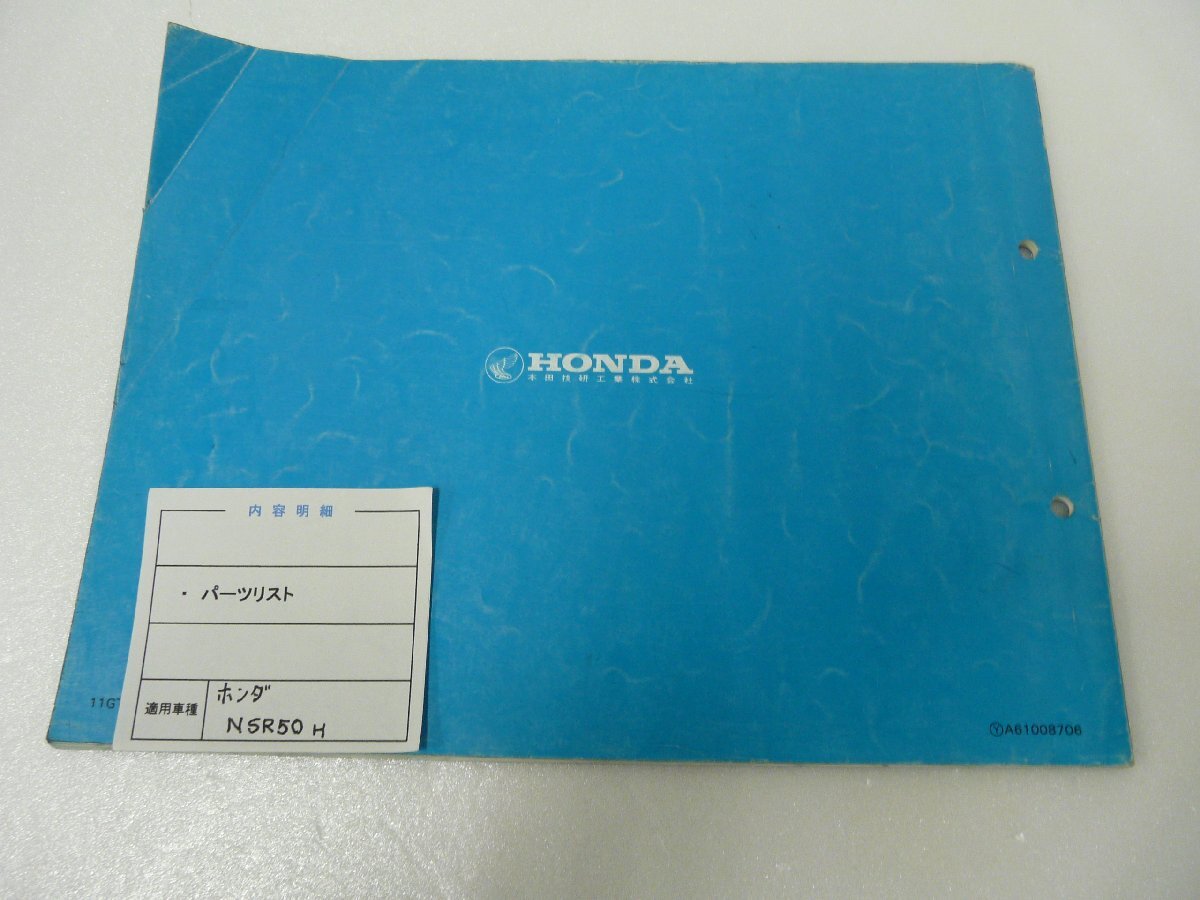 HONDA
本田技研工業株式会社
内容明細
・ パーツリスト
適用車種
ホンダ
NSR50 H
11G
ⓎA61008706